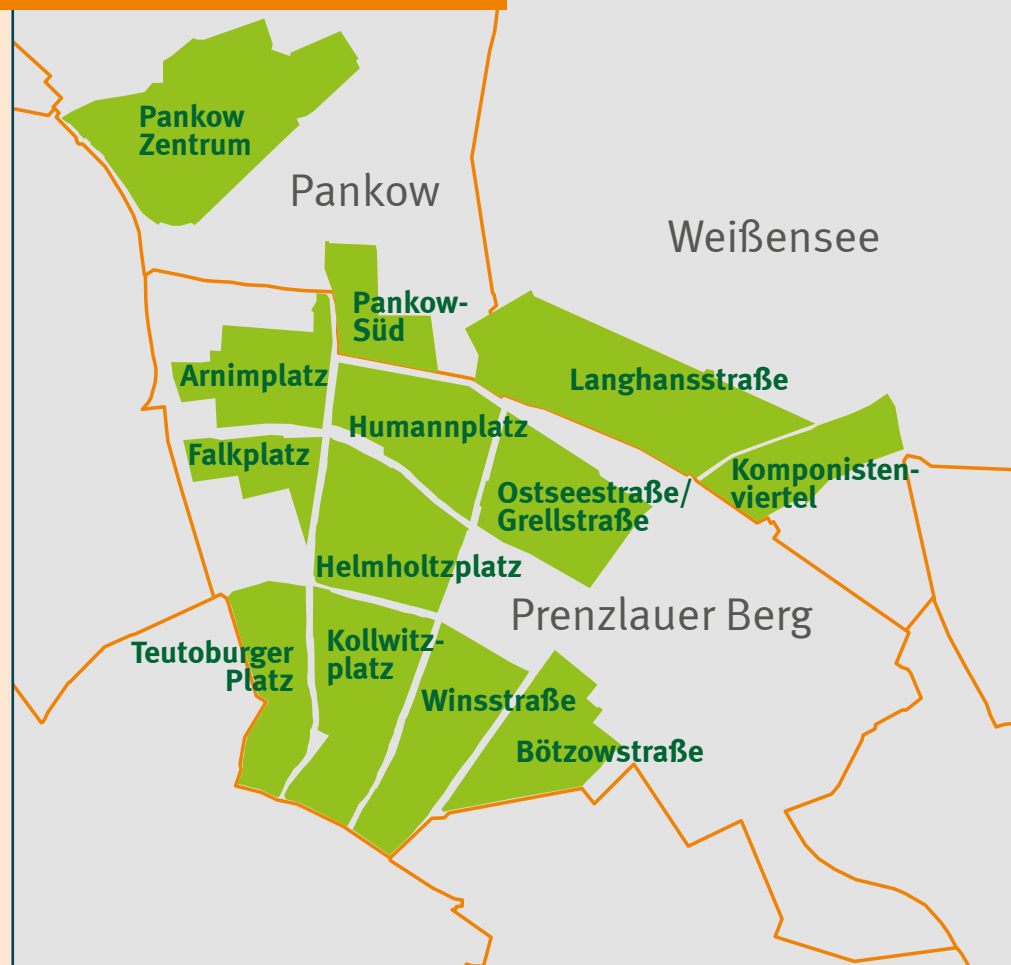 Pankow
Zentrum
Pankow
Weißensee
Pankow-
Süd
Arnimplatz
Langhansstraße
Humannplatz
Falkplatz
Komponisten-
viertel
Ostseestraße/
Grellstraße
Helmholtzplatz
Prenzlauer Berg
Teutoburger
Platz
Kollwitz-
platz
Winsstraße
Bötzowstraße